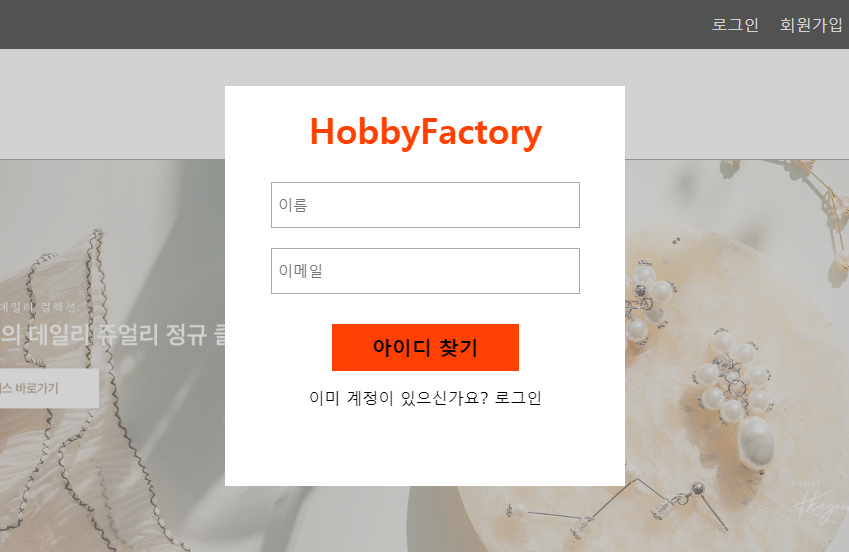 로그인 회원가입
HobbyFactory
이름
이메일
데일리 컬렉션
의 데일리 쥬얼리 정규 클
바로가기
아이디 찾기
이미 계정이 있으신가요? 로그인